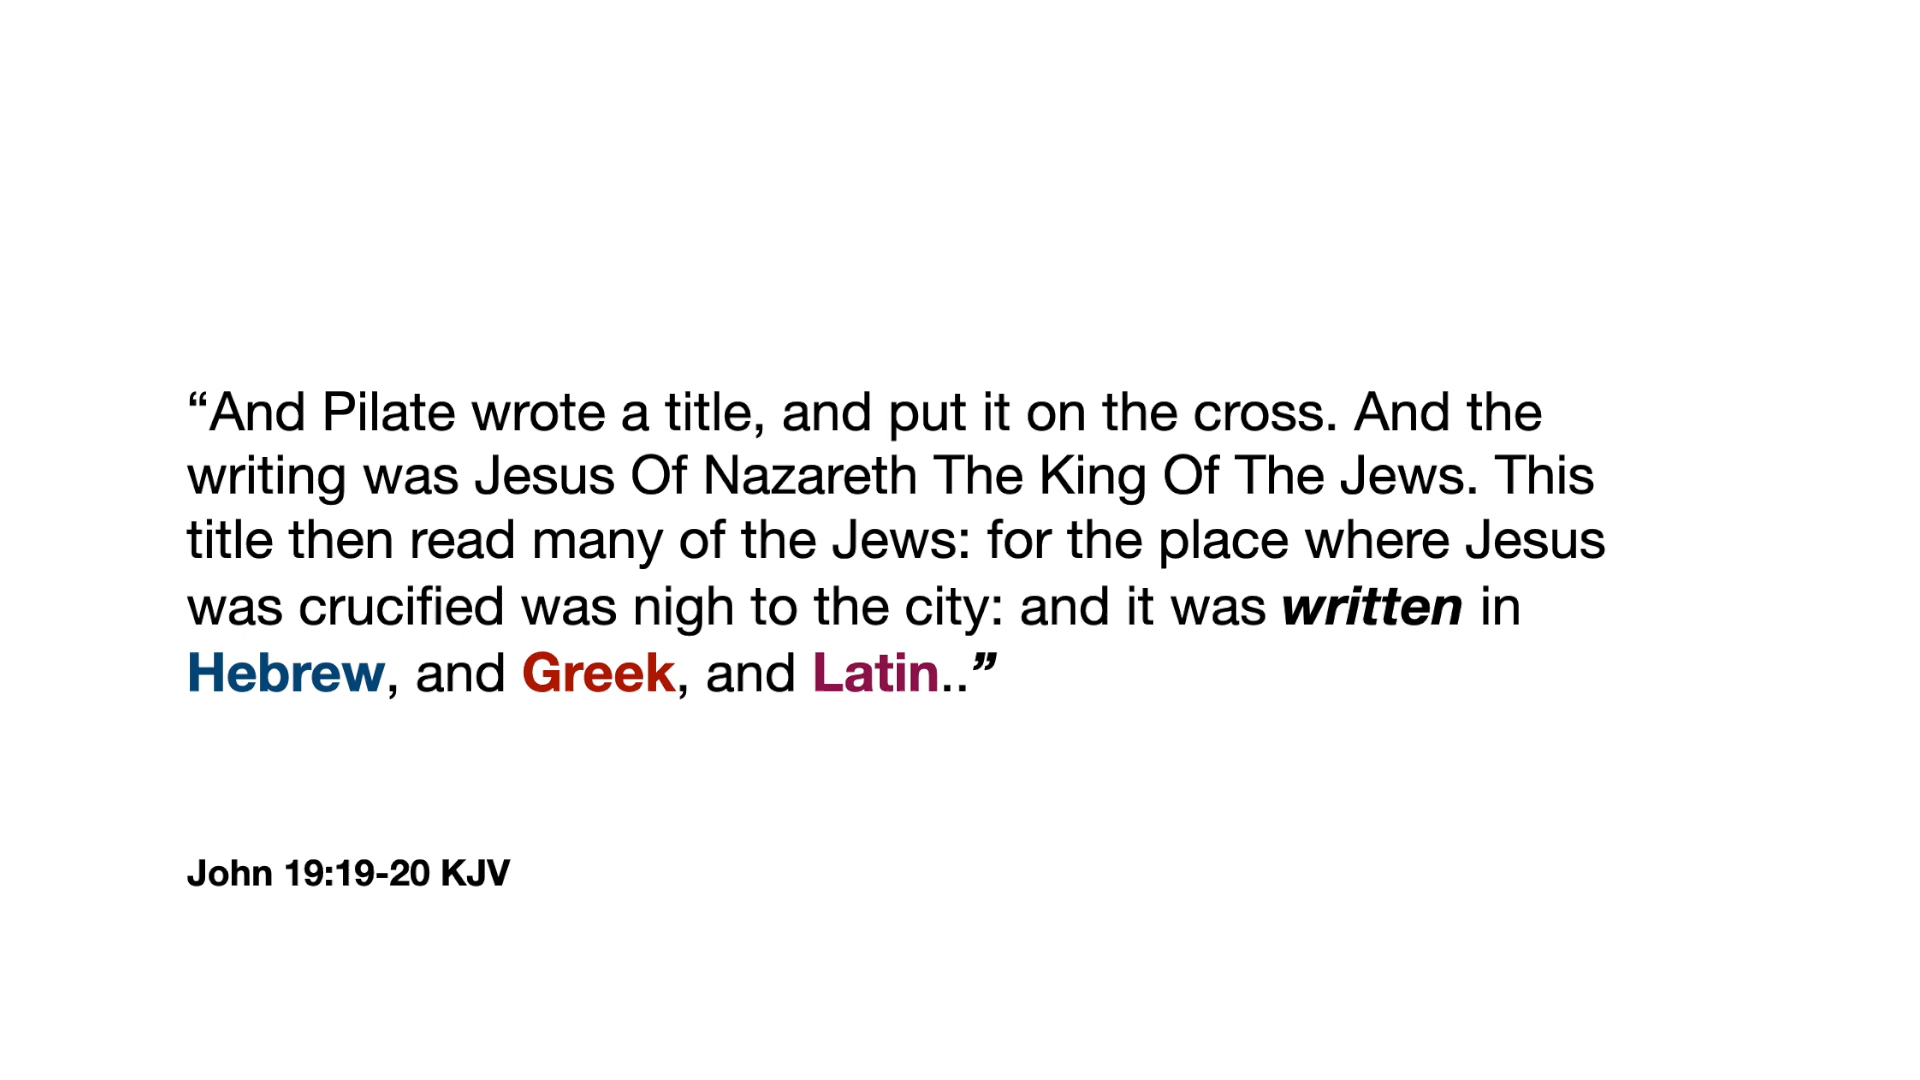 “And Pilate wrote a title, and put it on the cross. And the
writing was Jesus Of Nazareth The King Of The Jews. This
title then read many of the Jews: for the place where Jesus
was crucified was nigh to the city: and it was written in
Hebrew, and Greek, and Latin..”
John 19:19-20 KJV